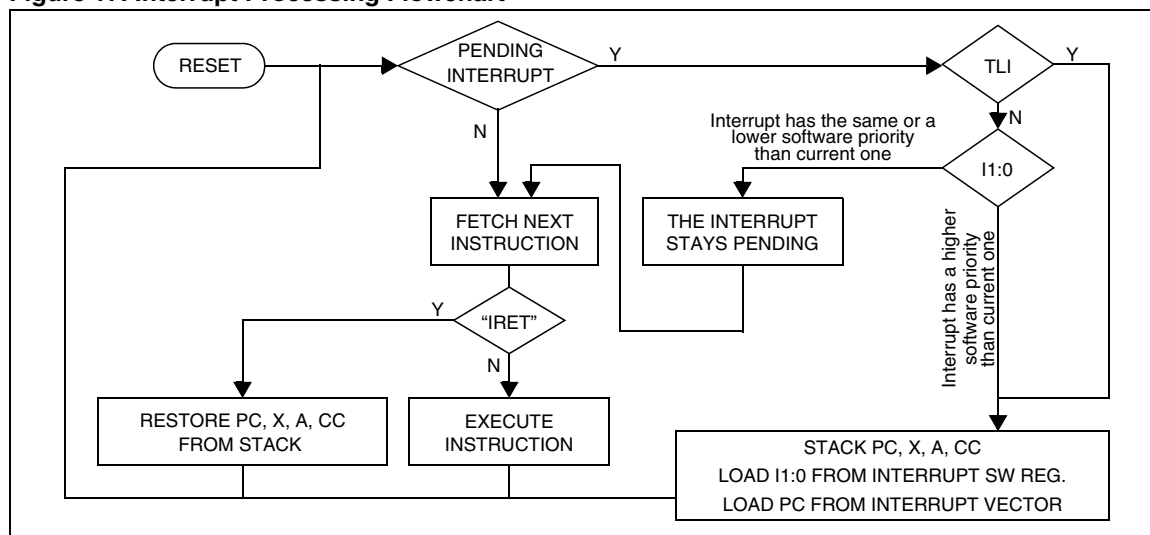 Figure 17. Interrupt Processing Flowchart
RESET
PENDING
INTERRUPT
Y
TLI
Y
N
Interrupt has the same or a
lower software priority
than current one
N
I1:0
FETCH NEXT
INSTRUCTION
THE INTERRUPT
STAYS PENDING
Interrupt has a higher
software priority
than current one
Y
“IRET”
N
RESTORE PC, X, A, CC
FROM STACK
EXECUTE
INSTRUCTION
STACK PC, X, A, CC
LOAD I1:0 FROM INTERRUPT SW REG.
LOAD PC FROM INTERRUPT VECTOR